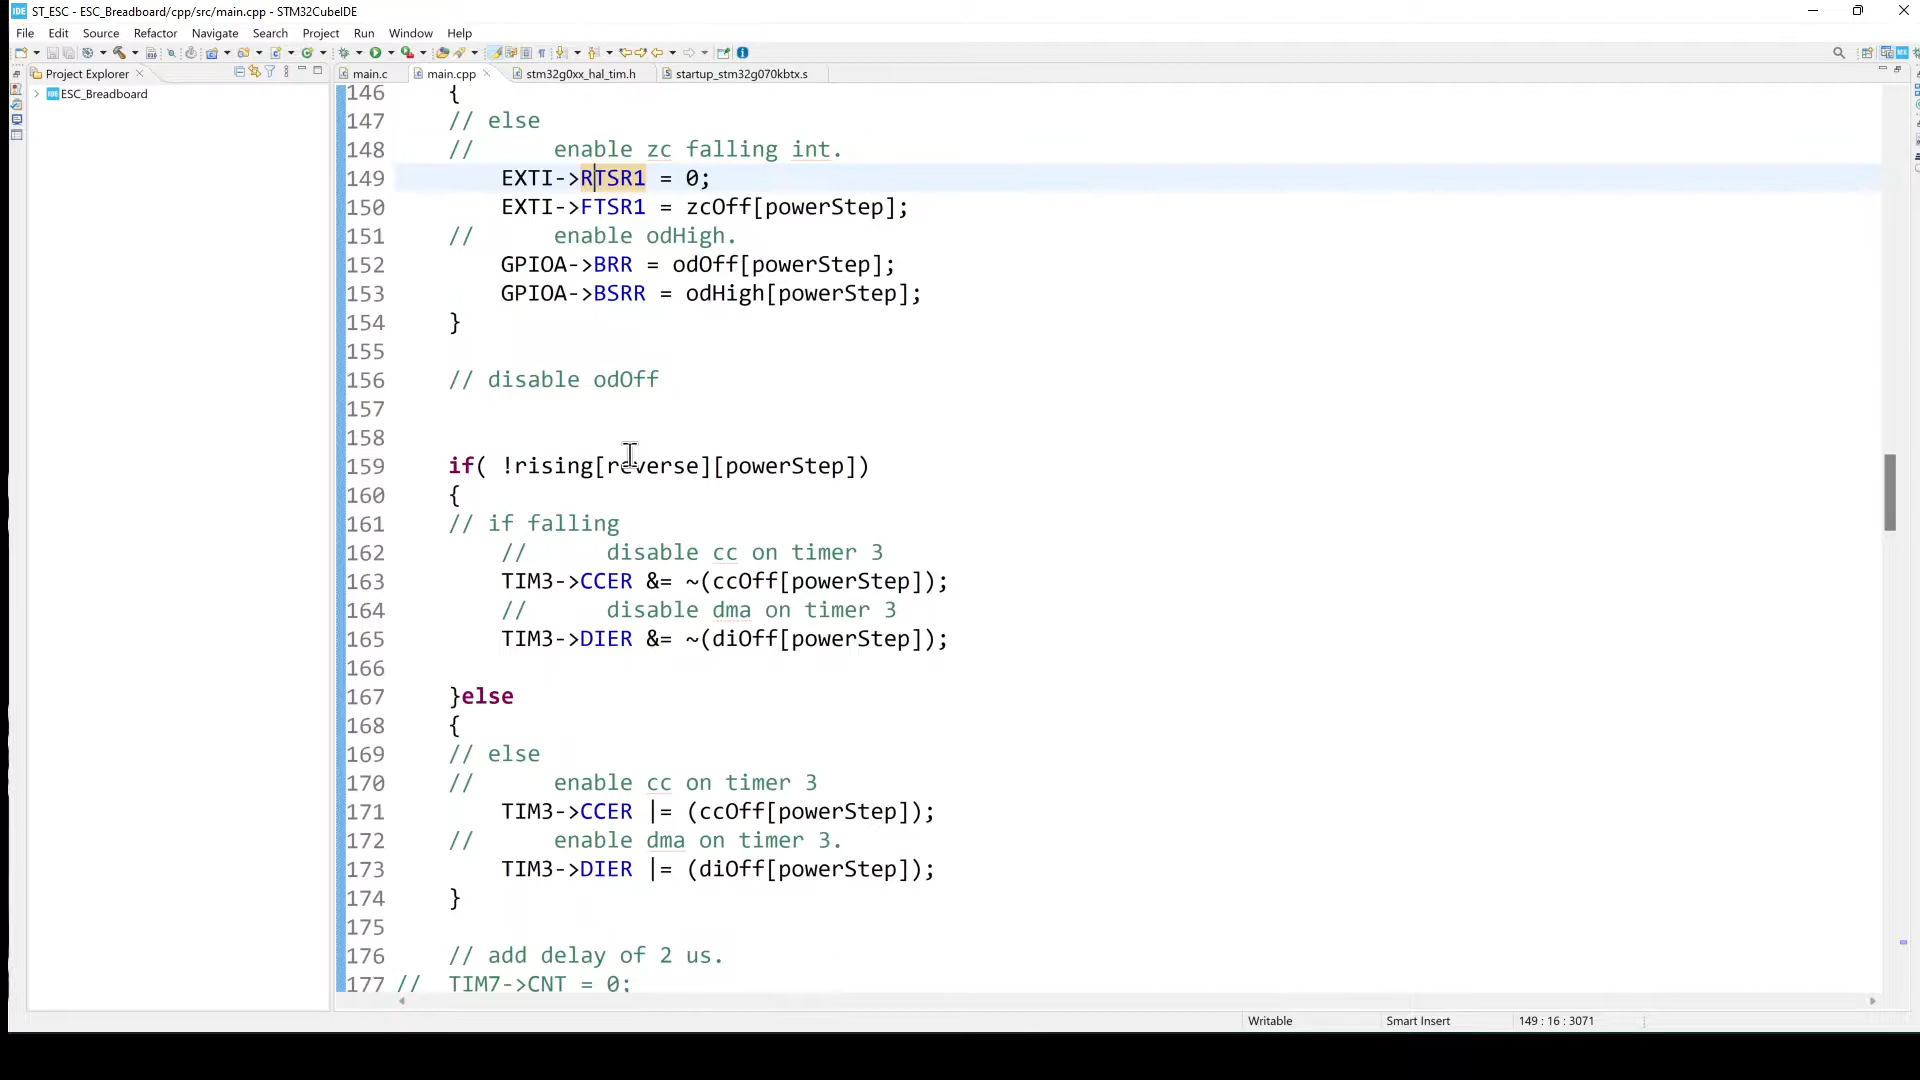 IDE ST_ESC - ESC_Breadboard/cpp/src/main.cpp - STM32CubeIDE
File Edit Source Refactor Navigate Search Project Run Window Help
Project Explorer
main.c
main.cpp
stm32g0xx_hal_tim.h
startup_stm32g070kbtx.s
IDE ESC_Breadboard
146 {
147 // else
148 // enable zc falling int.
149 EXTI->RTSR1 = 0;
150 EXTI->FTSR1 = zcOff[powerStep];
151 // enable odHigh.
152 GPIOA->BRR = odOff[powerStep];
153 GPIOA->BSRR = odHigh[powerStep];
154 }
155
156 // disable odOff
157
158
159 if( !rising[reverse][powerStep])
160 {
161 // if falling
162 // disable cc on timer 3
163 TIM3->CCER &= ~(ccOff[powerStep]);
164 // disable dma on timer 3
165 TIM3->DIER &= ~(diOff[powerStep]);
166
167 }else
168 {
169 // else
170 // enable cc on timer 3
171 TIM3->CCER |= (ccOff[powerStep]);
172 // enable dma on timer 3.
173 TIM3->DIER |= (diOff[powerStep]);
174 }
175
176 // add delay of 2 us.
177 // TIM7->CNT = 0;
Writable Smart Insert 149 : 16 : 3071